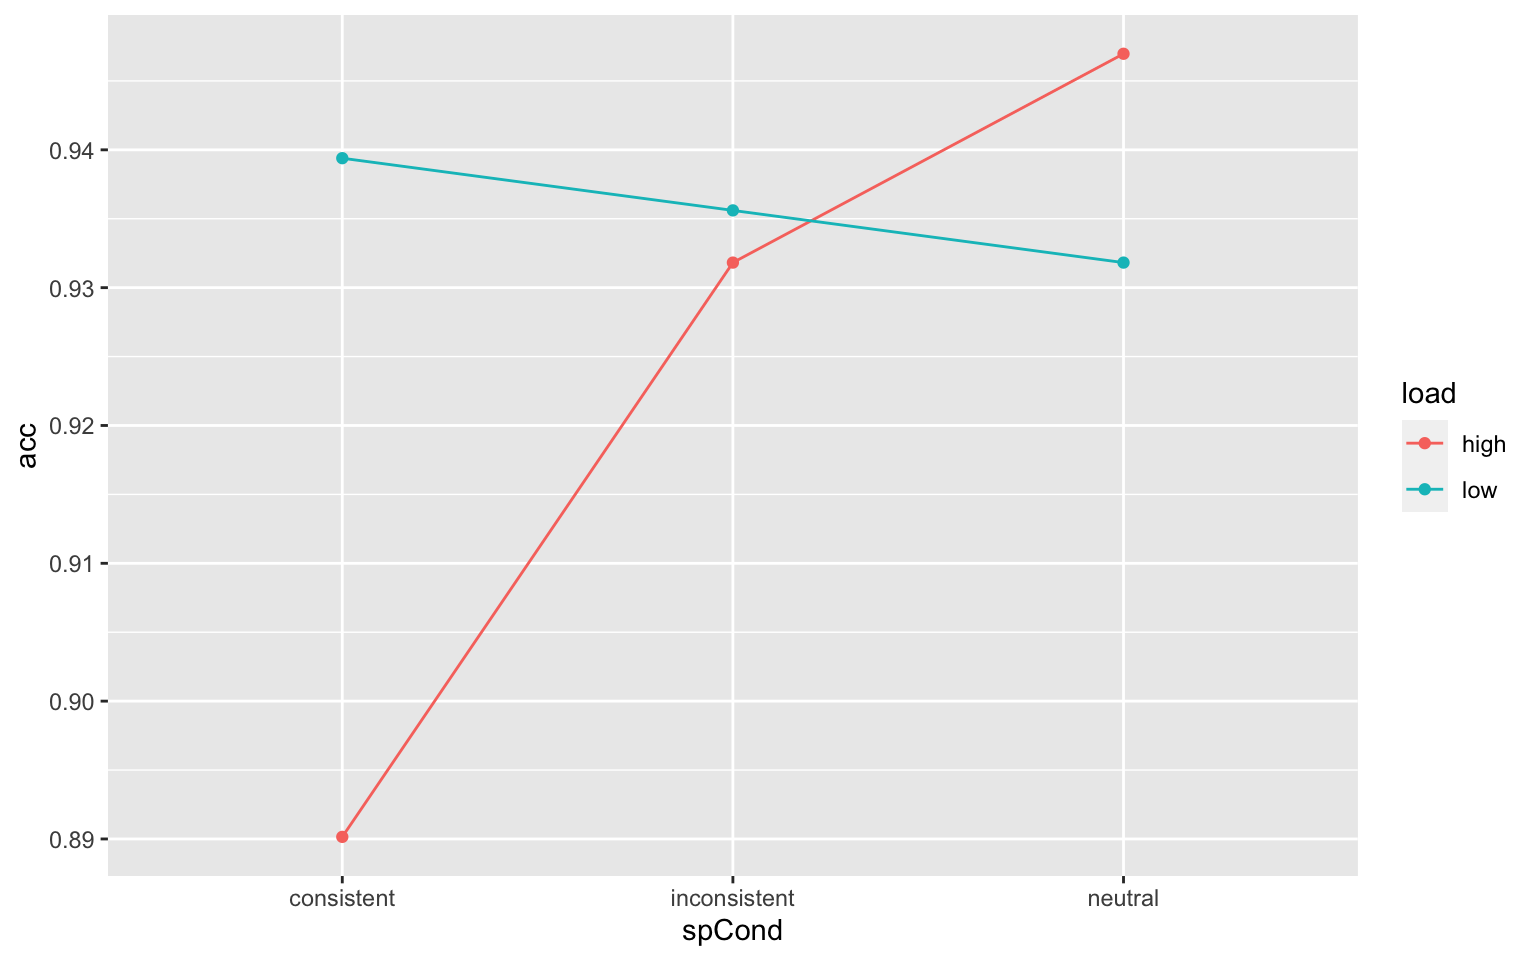 acc
0.94
0.93
0.92
0.91
0.90
0.89
consistent inconsistent neutral
spCond
load
high
low